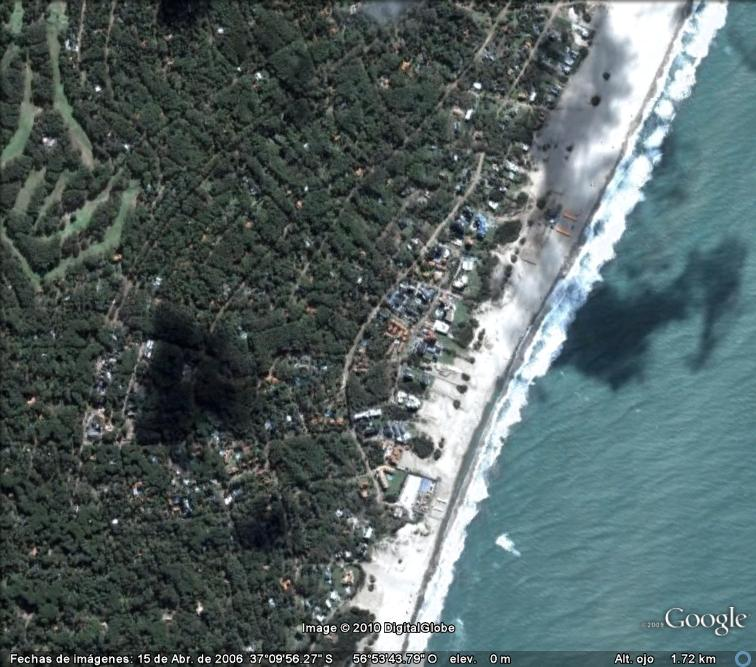 Image © 2010 DigitalGlobe
©2009 Google
Fechas de imágenes: 15 de Abr. de 2006 37°09'56.27" S 56°53'43.79" O elev. 0 m Alt. ojo 1.72 km